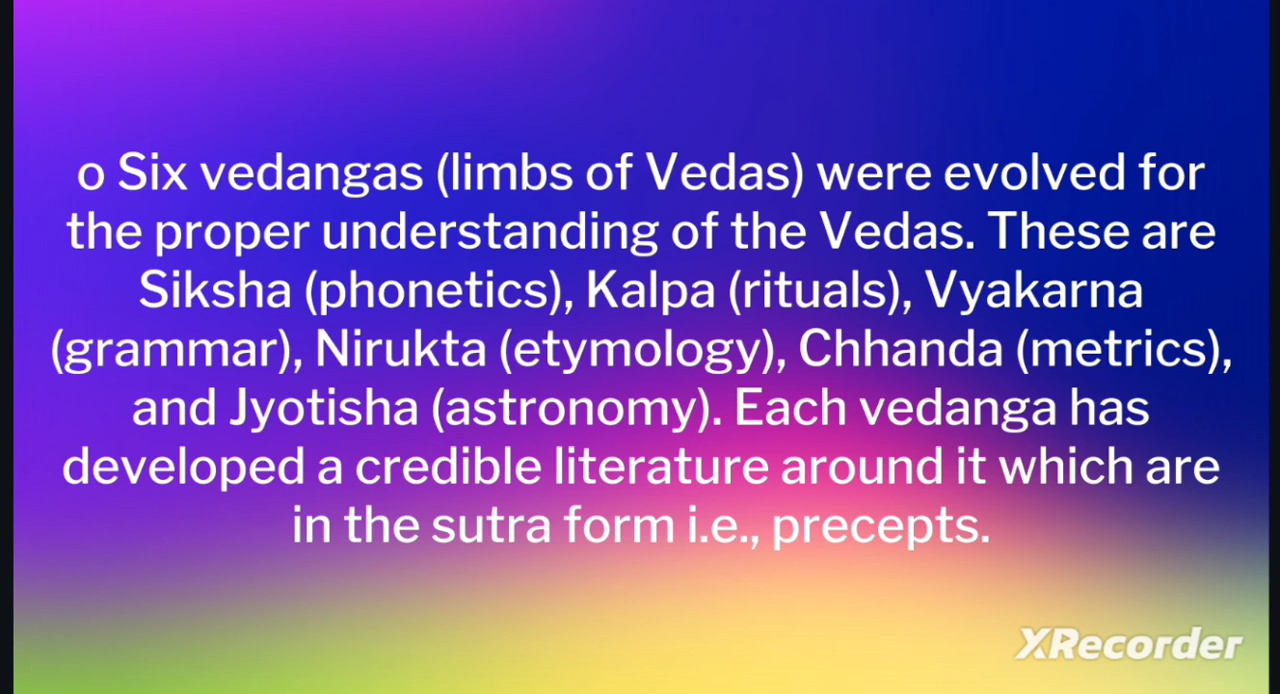 o Six vedangas (limbs of Vedas) were evolved for
the proper understanding of the Vedas. These are
Siksha (phonetics), Kalpa (rituals), Vyakarna
(grammar), Nirukta (etymology), Chhanda (metrics),
and Jyotisha (astronomy). Each vedanga has
developed a credible literature around it which are
in the sutra form i.e., precepts.
XRecorder